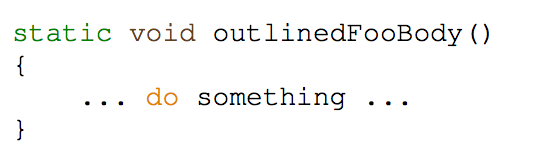 static void outlinedFooBody()
{
    ... do something ...
}